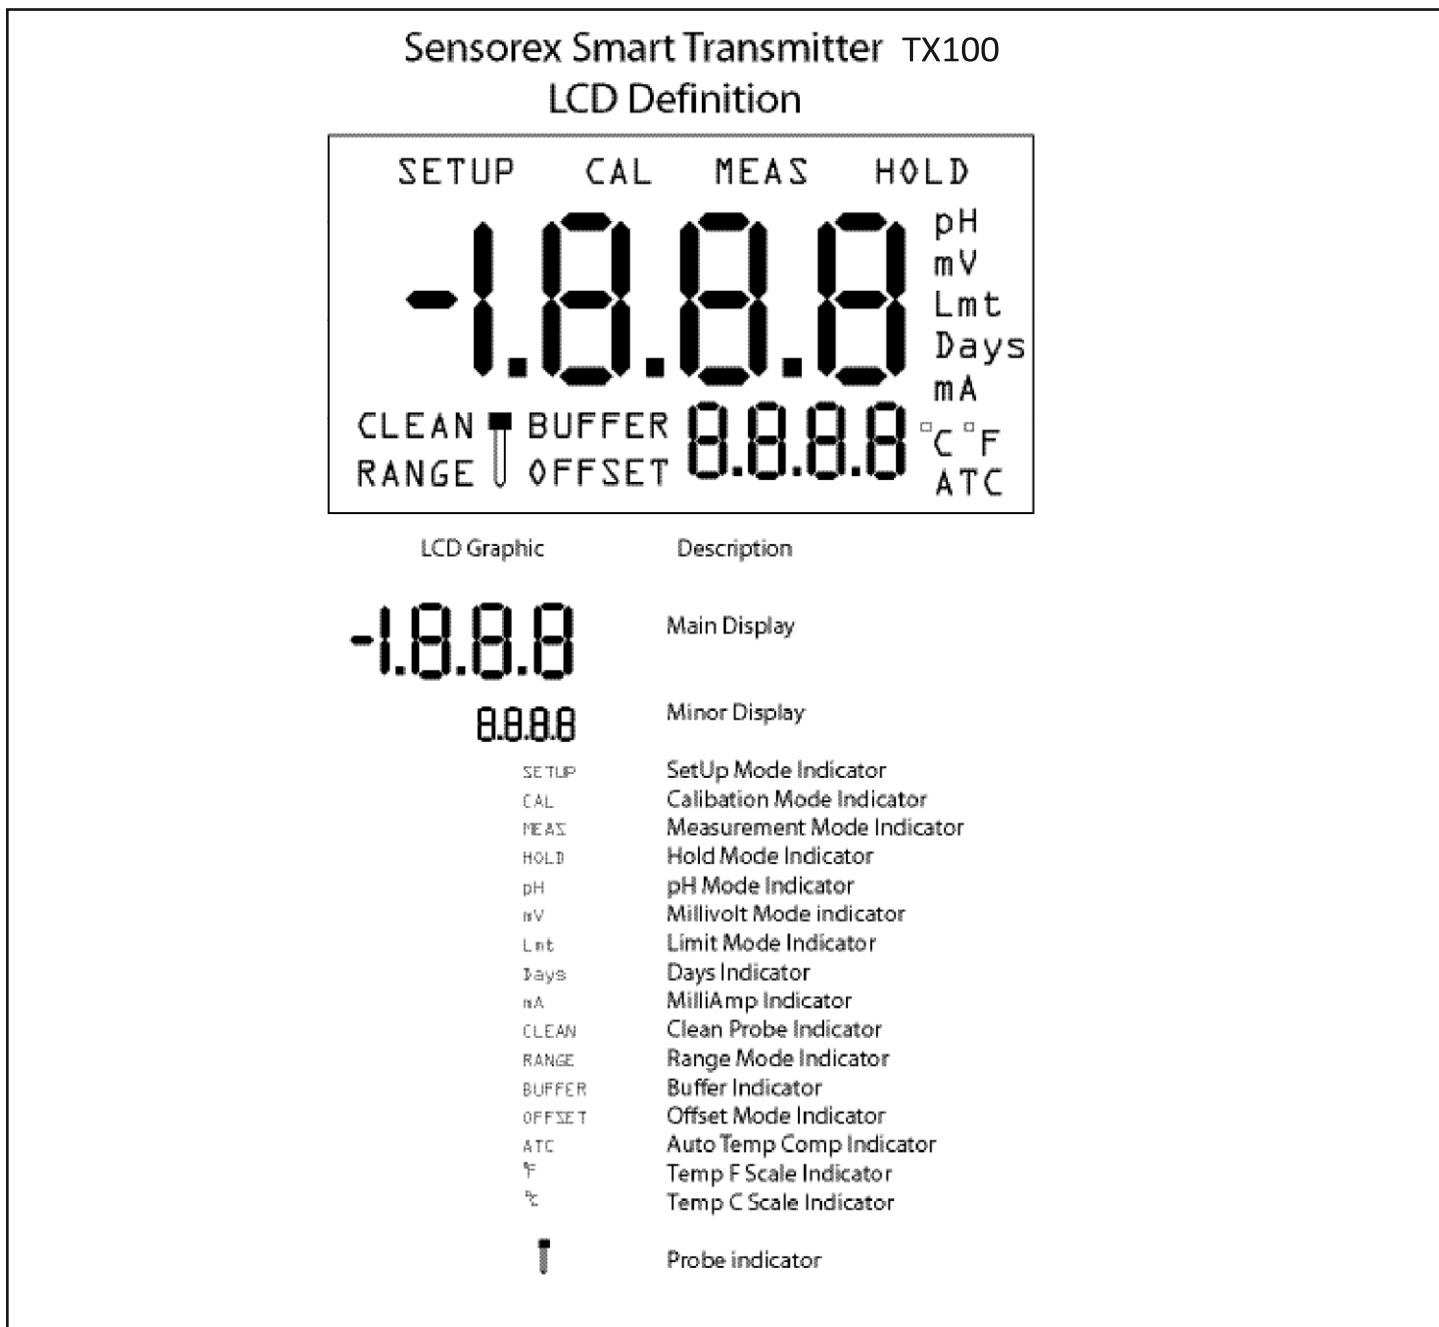 Sensorex Smart Transmitter TX100
LCD Definition
SETUP CAL MEAS HOLD
-1.8.8.8
pH
mV
Lmt
Days
mA
CLEAN BUFFER 8.8.8.8 °C °F
RANGE OFFSET ATC
LCD Graphic Description
-1.8.8.8 Main Display
8.8.8.8 Minor Display
SETUP SetUp Mode Indicator
CAL Calibation Mode Indicator
MEAS Measurement Mode Indicator
HOLD Hold Mode Indicator
pH pH Mode Indicator
mV Millivolt Mode indicator
Lmt Limit Mode Indicator
Days Days Indicator
mA MilliAmp Indicator
CLEAN Clean Probe Indicator
RANGE Range Mode Indicator
BUFFER Buffer Indicator
OFFSET Offset Mode Indicator
ATC Auto Temp Comp Indicator
°F Temp F Scale Indicator
°C Temp C Scale Indicator
Probe indicator